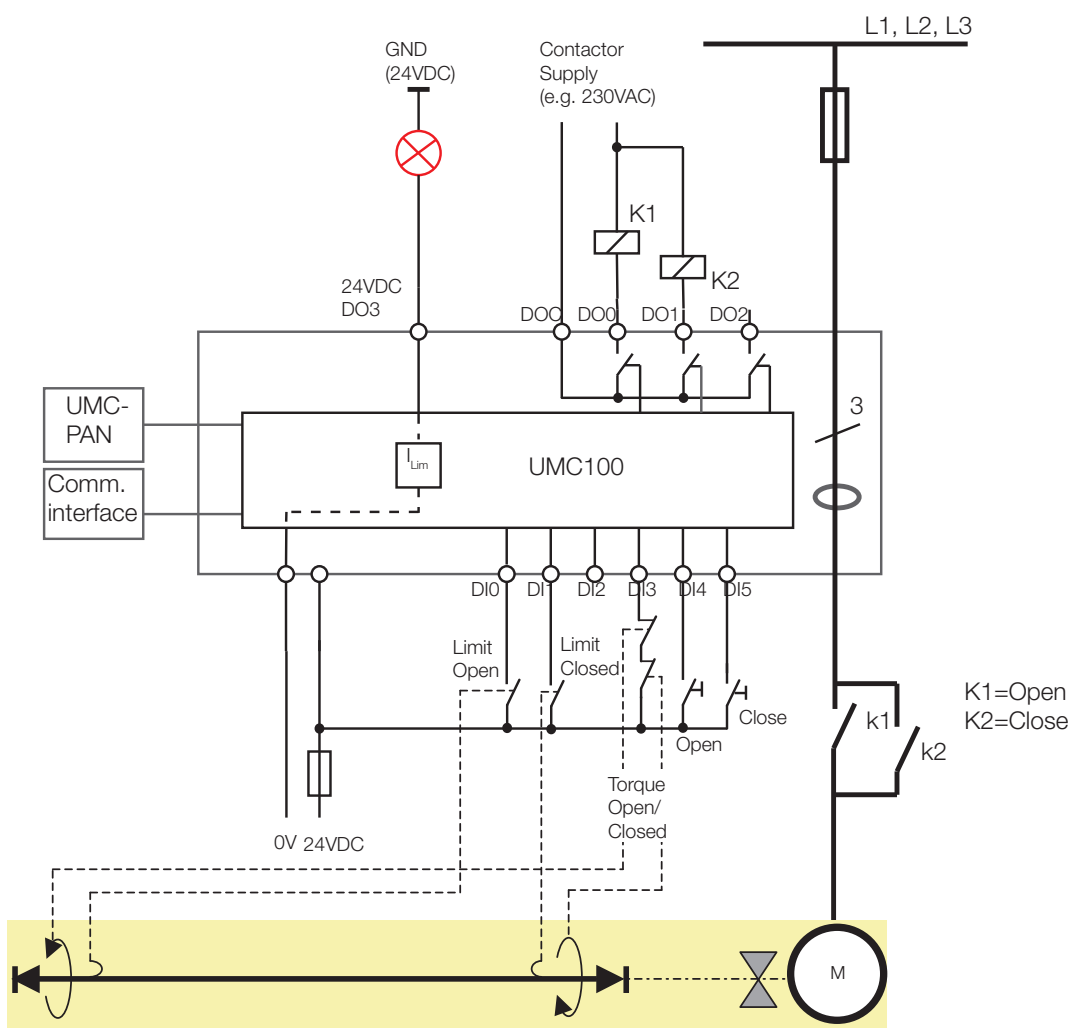 L1, L2, L3
GND
(24VDC)
Contactor
Supply
(e.g. 230VAC)
K1
K2
24VDC
DO3
DOC
DO0
DO1
DO2
UMC-
PAN
Comm.
interface
I Lim
UMC100
3
DI0
DI1
DI2
DI3
DI4
DI5
Limit
Open
Limit
Closed
Close
Open
Torque
Open/
Closed
0V
24VDC
k1
k2
K1=Open
K2=Close
M